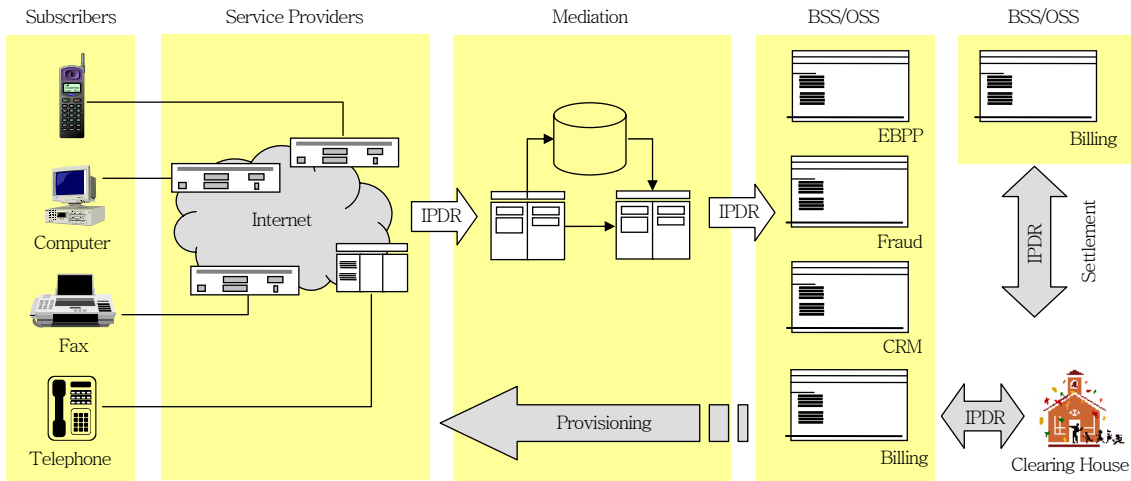 Subscribers
Service Providers
Mediation
BSS/OSS
BSS/OSS
Computer
Fax
Telephone
Internet
IPDR
IPDR
Provisioning
EBPP
Fraud
CRM
Billing
Billing
IPDR
Settlement
IPDR
Clearing House